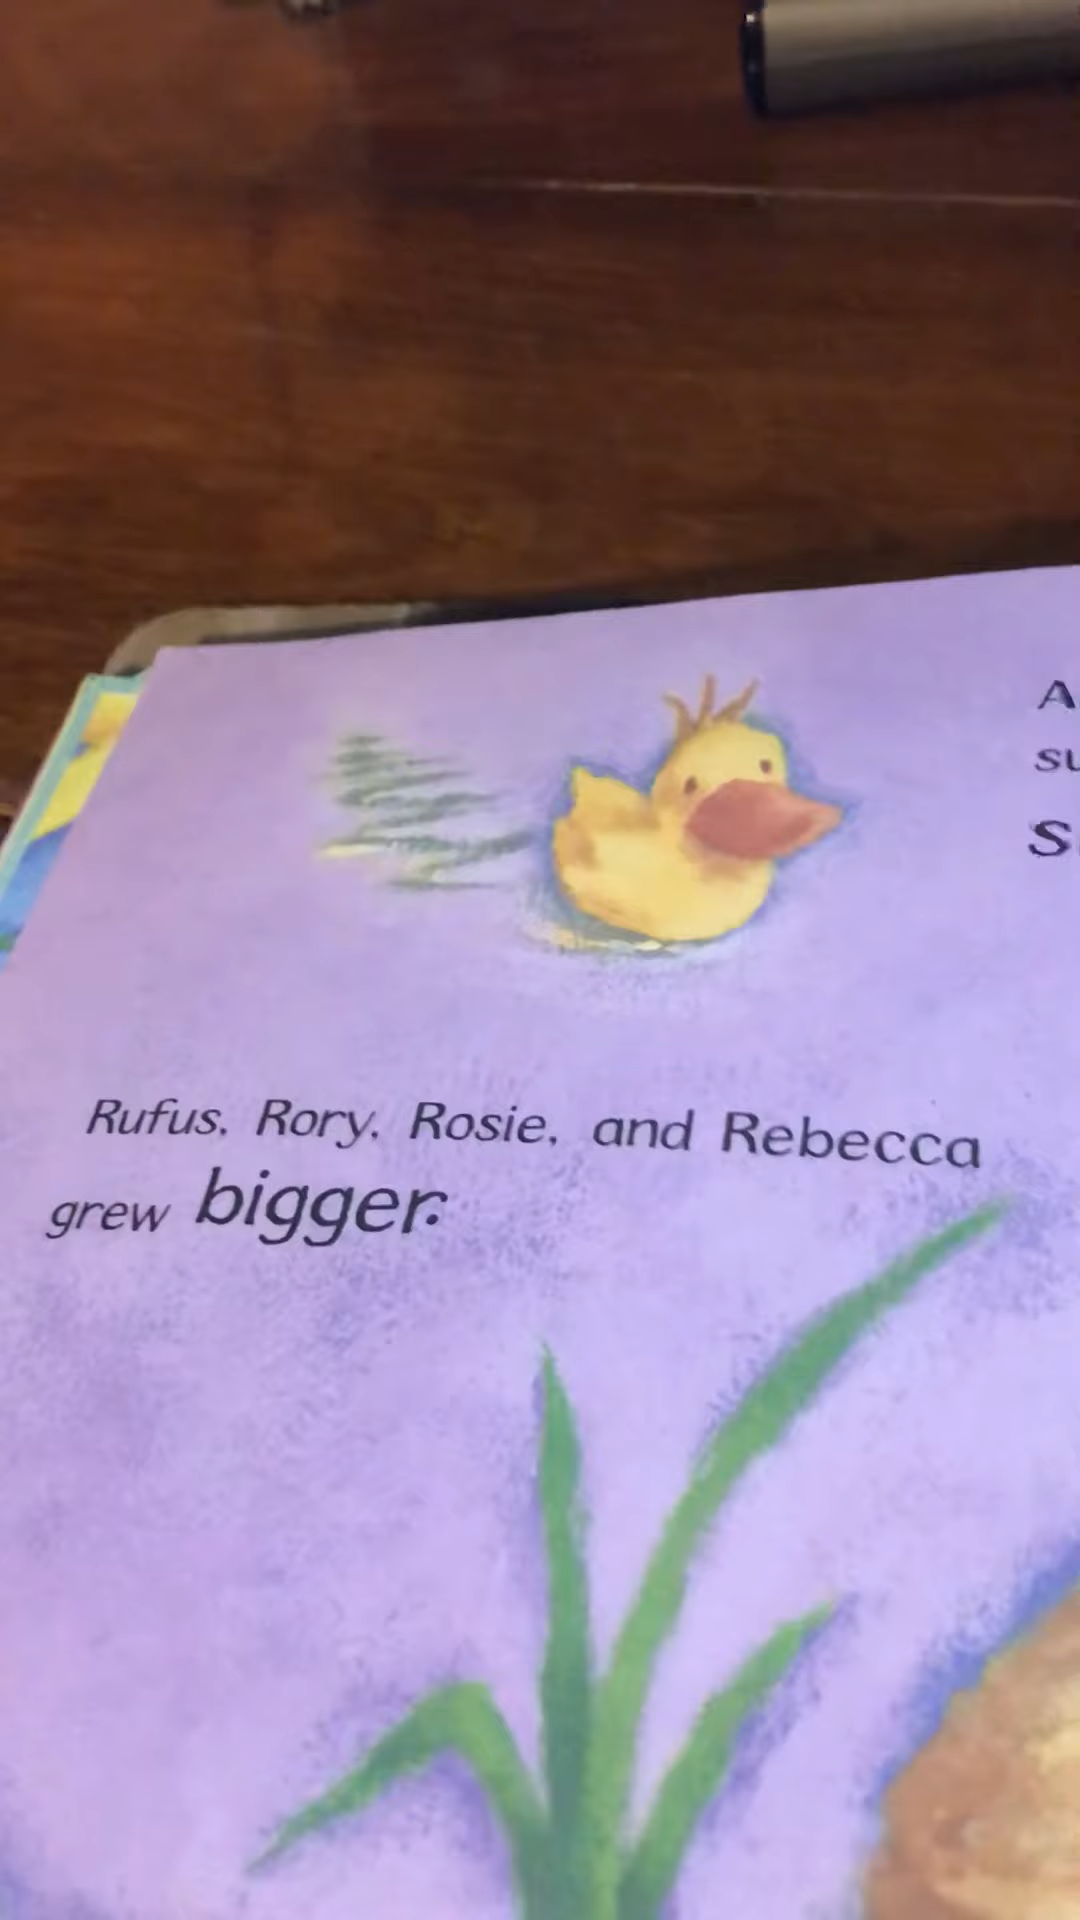 Rufus, Rory, Rosie, and Rebecca
grew bigger.
A